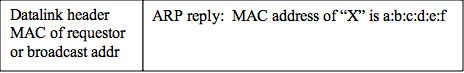 Datalink header
MAC of requestor
or broadcast addr
ARP reply:  MAC address of “X” is a:b:c:d:e:f